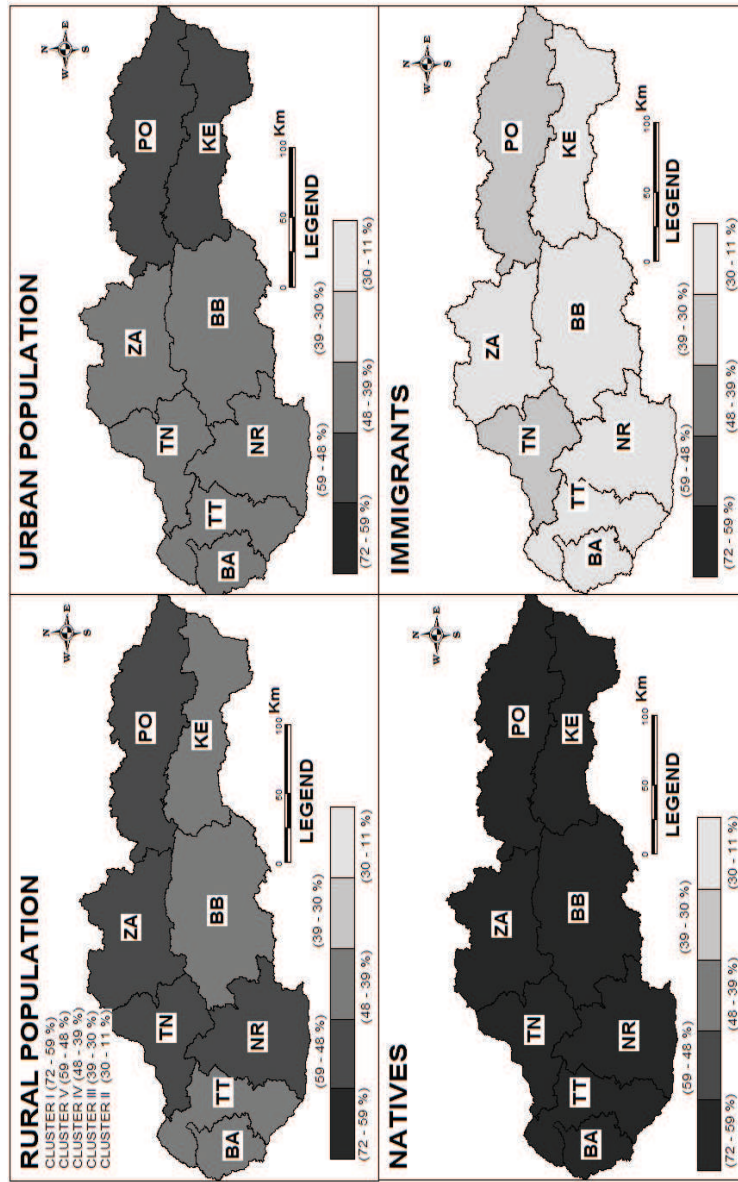 RURAL POPULATION
CLUSTER I (72 - 59 %)
CLUSTER V (59 - 48 %)
CLUSTER IV (48 - 39 %)
CLUSTER III (39 - 30 %)
CLUSTER II (30 - 11 %)
N
W E
S
ZA
PO
TN
KE
BB
TT
NR
BA
0 50 100 Km
LEGEND
(59 - 48 %) (39 - 30 %)
(72 - 59 %) (48 - 39 %) (30 - 11 %)
URBAN POPULATION
N
W E
S
ZA
PO
TN
KE
BB
TT
NR
BA
0 50 100 Km
LEGEND
(59 - 48 %) (39 - 30 %)
(72 - 59 %) (48 - 39 %) (30 - 11 %)
NATIVES
N
W E
S
ZA
PO
TN
KE
BB
TT
NR
BA
0 50 100 Km
LEGEND
(59 - 48 %) (39 - 30 %)
(72 - 59 %) (48 - 39 %) (30 - 11 %)
IMMIGRANTS
N
W E
S
ZA
PO
TN
KE
BB
TT
NR
BA
0 50 100 Km
LEGEND
(59 - 48 %) (39 - 30 %)
(72 - 59 %) (48 - 39 %) (30 - 11 %)